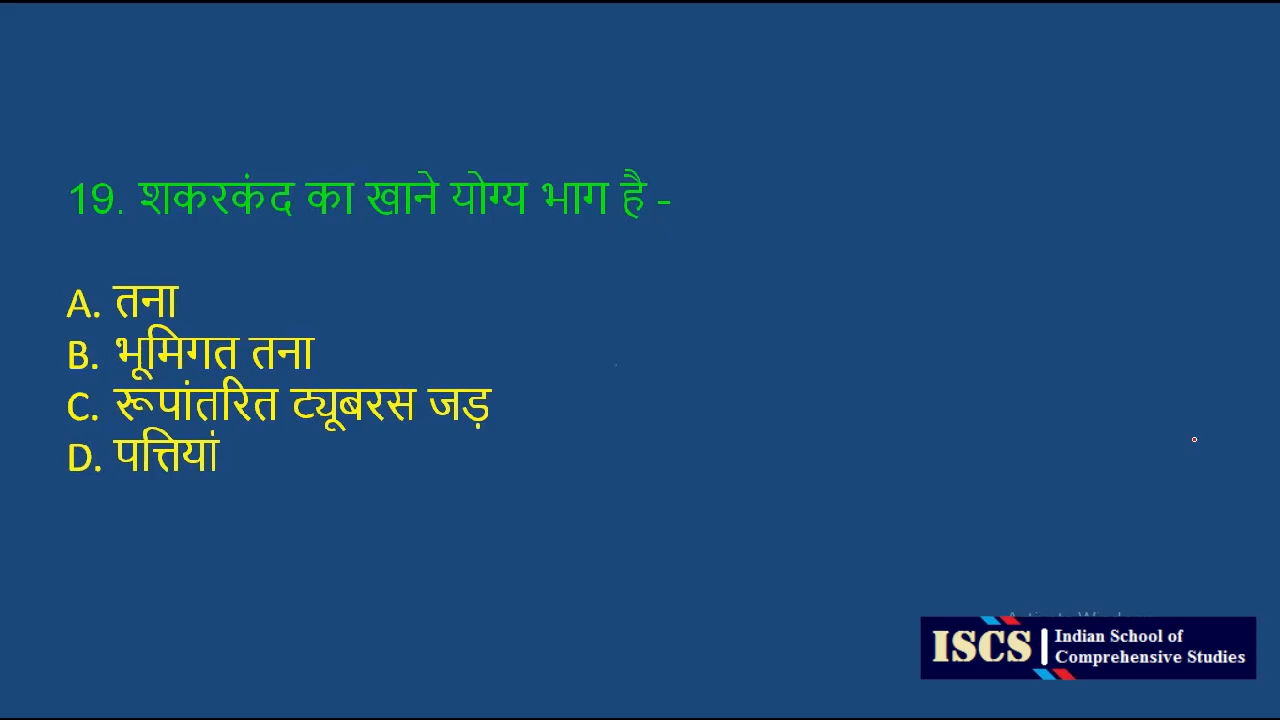 19. शकरकंद का खाने योग्य भाग है -
A. तना
B. भूमिगत तना
C. रूपांतरित ट्यूबरस जड़
D. पत्तियां
ISCS
Indian School of
Comprehensive Studies